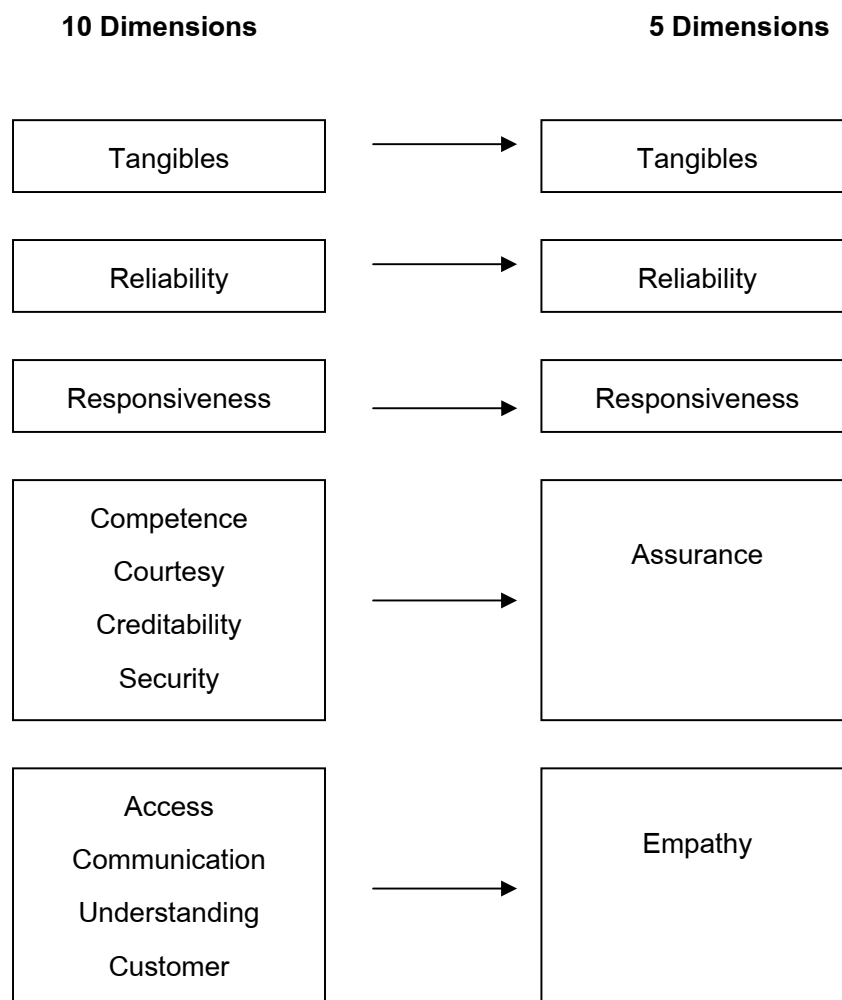 10 Dimensions 5 Dimensions
Tangibles Tangibles
Reliability Reliability
Responsiveness Responsiveness
Competence
Courtesy
Creditability
Security
Assurance
Access
Communication
Understanding
Customer
Empathy